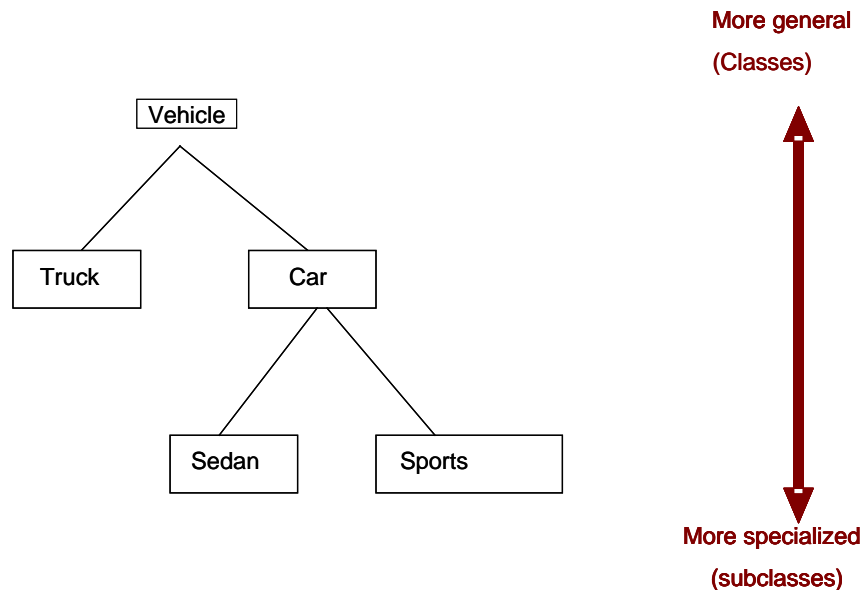 More general
(Classes)
Vehicle
Truck
Car
Sedan
Sports
More specialized
(subclasses)